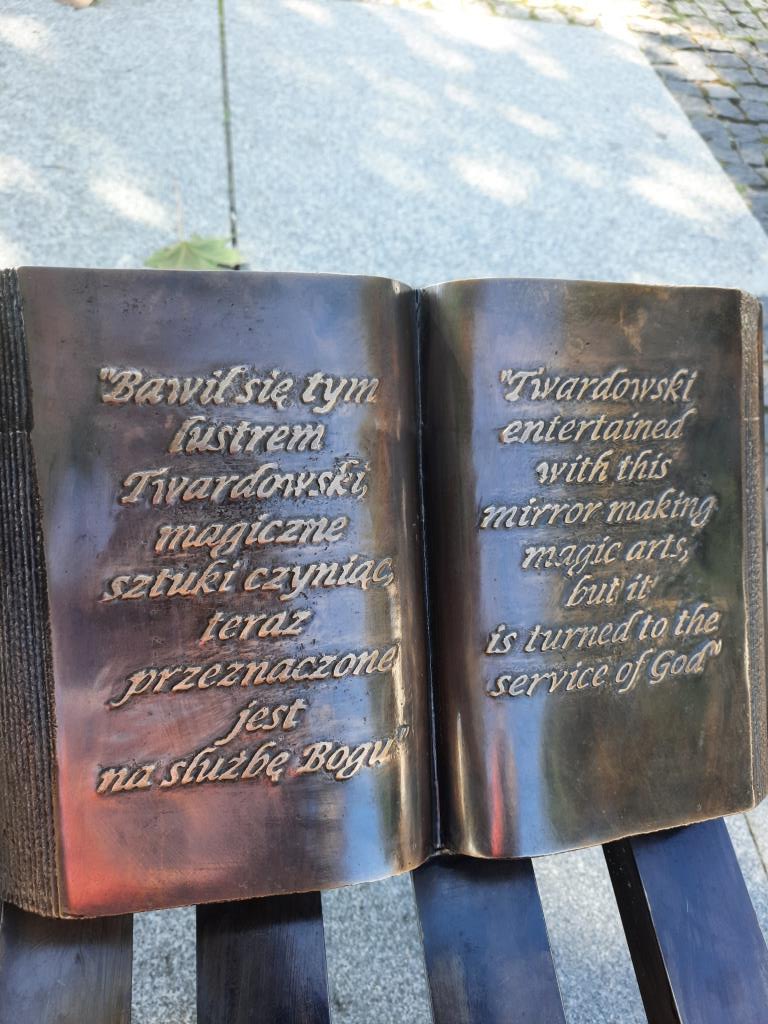 "Bawił się tym
lustrem
Twardowski,
magiczne
sztuki czyniąc,
teraz
przeznaczone
jest
na służbę Bogu."
"Twardowski
entertained
with this
mirror making
magic arts,
but it
is turned to the
service of God"